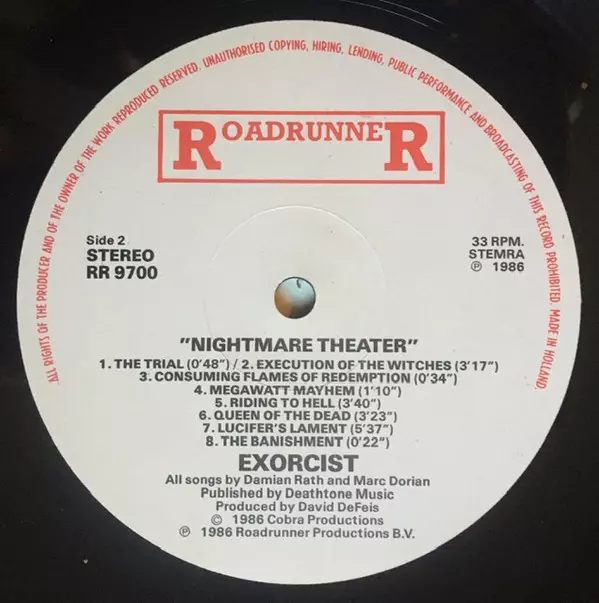 ALL RIGHTS OF THE PRODUCER AND OF THE OWNER OF THE WORK REPRODUCED RESERVED. UNAUTHORISED COPYING, HIRING, LENDING, PUBLIC PERFORMANCE AND BROADCASTING OF THIS RECORD PROHIBITED. MADE IN HOLLAND.
ROADRUNNER
Side 2
STEREO
RR 9700
33 RPM.
STEMRA
℗ 1986
"NIGHTMARE THEATER"
1. THE TRIAL (0'48") / 2. EXECUTION OF THE WITCHES (3'17")
3. CONSUMING FLAMES OF REDEMPTION (0'34")
4. MEGAWATT MAYHEM (1'10")
5. RIDING TO HELL (3'40")
6. QUEEN OF THE DEAD (3'23")
7. LUCIFER'S LAMENT (5'37")
8. THE BANISHMENT (0'22")
EXORCIST
All songs by Damian Rath and Marc Dorian
Published by Deathtone Music
Produced by David DeFeis
© 1986 Cobra Productions
℗ 1986 Roadrunner Productions B.V.